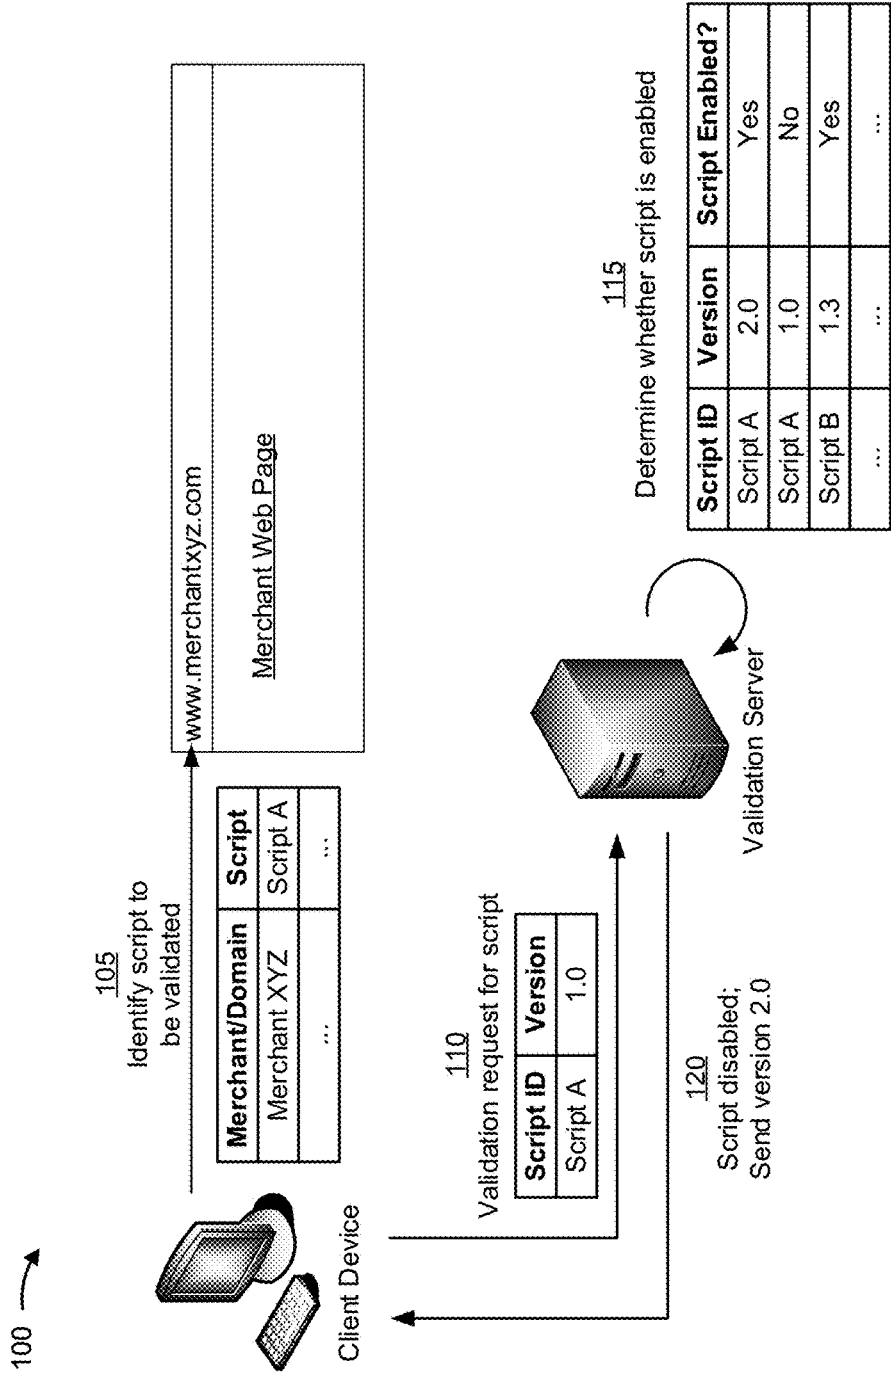 100
105
Identify script to
be validated
Merchant/Domain Script
Merchant XYZ Script A
... ...
www.merchantxyz.com
Merchant Web Page
Client Device
110
Validation request for script
Script ID Version
Script A 1.0
120
Script disabled;
Send version 2.0
Validation Server
115
Determine whether script is enabled
Script ID Version Script Enabled?
Script A 2.0 Yes
Script A 1.0 No
Script B 1.3 Yes
... ... ...